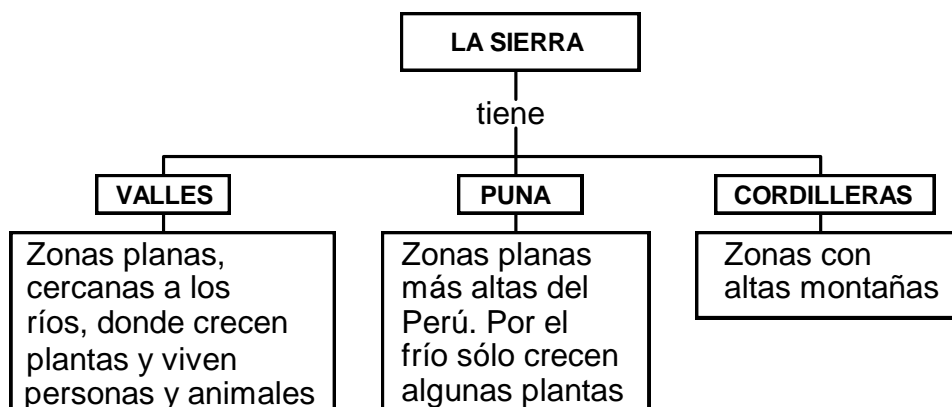 LA SIERRA
tiene
VALLES
Zonas planas,
cercanas a los
ríos, donde crecen
plantas y viven
personas y animales
PUNA
Zonas planas
más altas del
Perú. Por el
frío sólo crecen
algunas plantas
CORDILLERAS
Zonas con
altas montañas